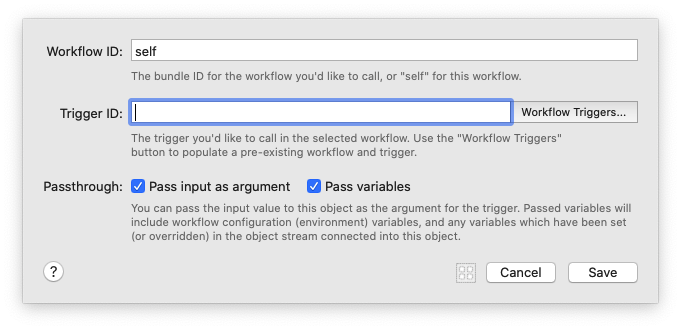 Workflow ID: self
The bundle ID for the workflow you'd like to call, or "self" for this workflow.
Trigger ID: Workflow Triggers...
The trigger you'd like to call in the selected workflow. Use the "Workflow Triggers"
button to populate a pre-existing workflow and trigger.
Passthrough: Pass input as argument Pass variables
You can pass the input value to this object as the argument for the trigger. Passed variables will
include workflow configuration (environment) variables, and any variables which have been set
(or overridden) in the object stream connected into this object.
? Cancel Save